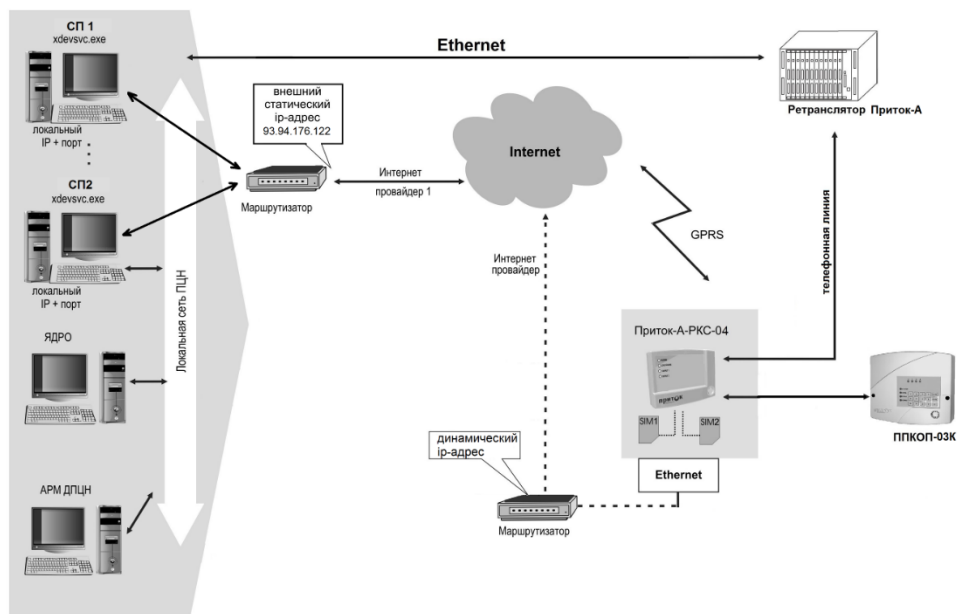 СП 1
xdevsvc.exe
локальный
IP + порт
СП2
xdevsvc.exe
локальный
IP + порт
ЯДРО
АРМ ДПЦН
Локальная сеть ПЦН
Ethernet
внешний
статический
ip-адрес
93.94.176.122
Маршрутизатор
Интернет
провайдер 1
Internet
GPRS
Интернет
провайдер
Ретранслятор Приток-А
телефонная линия
Приток-А-РКС-04
ПРИТОК
SIM1
SIM2
Ethernet
ППКОП-03К
динамический
ip-адрес
Маршрутизатор